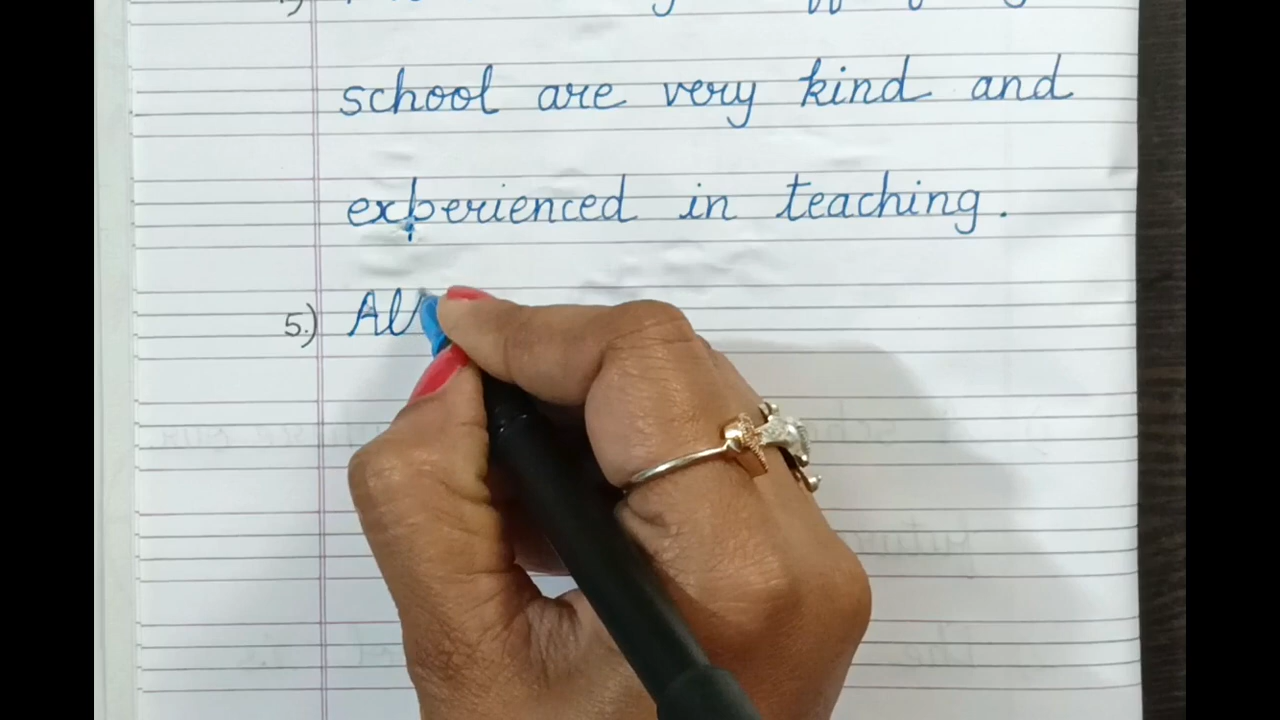 school are very kind and
experienced in teaching.
5.) All